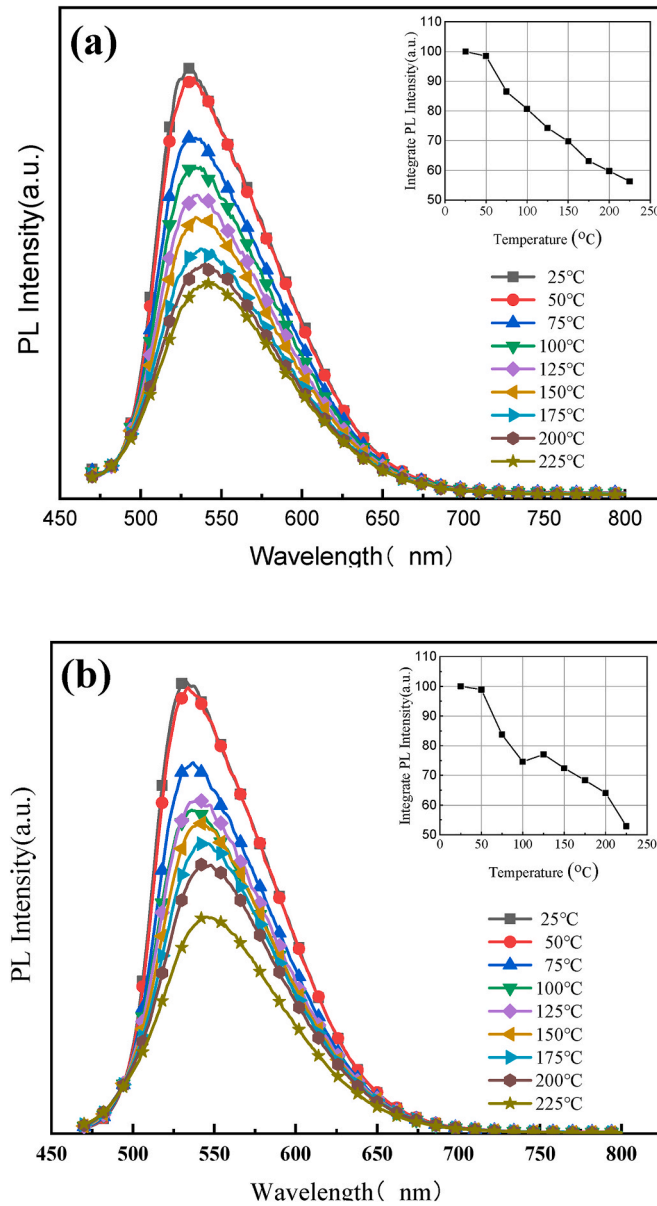 (a)
PL Intensity(a.u.)
Integrate PL Intensity(a.u.)
110
100
90
80
70
60
50
0 50 100 150 200 250
Temperature (°C)
25℃
50℃
75℃
100℃
125℃
150℃
175℃
200℃
225℃
450 500 550 600 650 700 750 800
Wavelength( nm)
(b)
PL Intensity(a.u.)
Integrate PL Intensity(a.u.)
110
100
90
80
70
60
50
0 50 100 150 200 250
Temperature (°C)
25℃
50℃
75℃
100℃
125℃
150℃
175℃
200℃
225℃
450 500 550 600 650 700 750 800
Wavelength( nm)